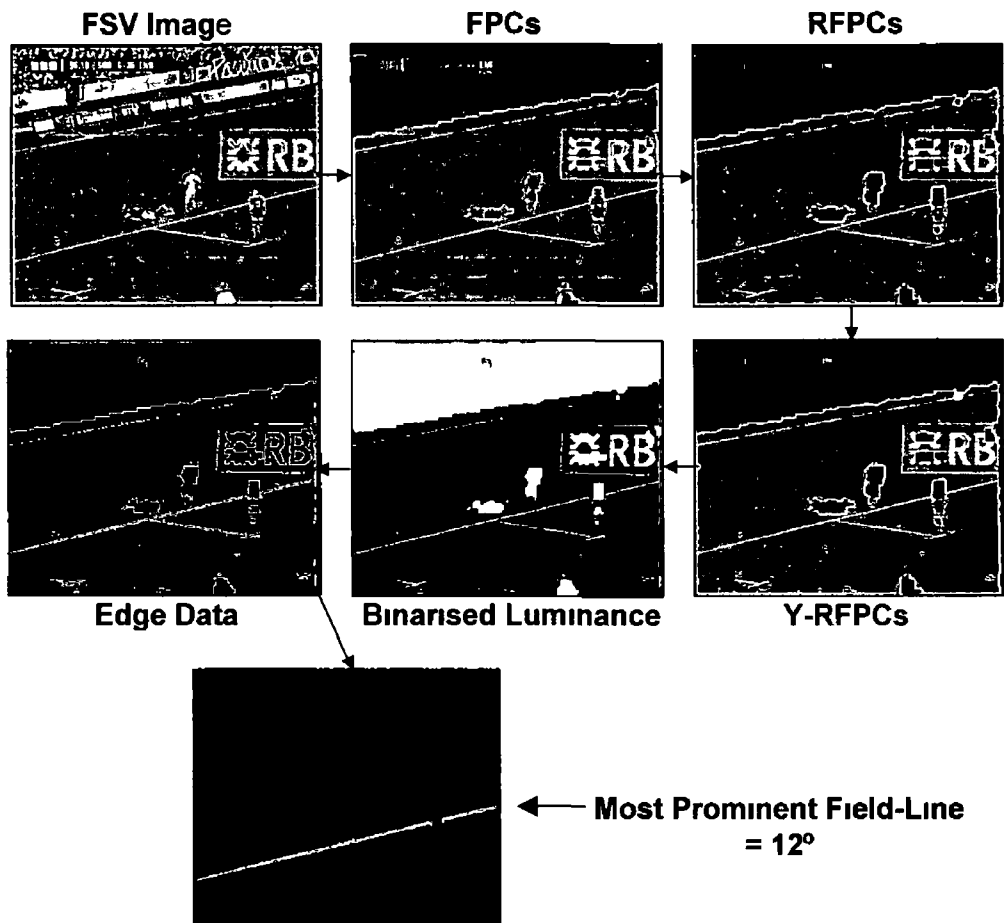 FSV Image
FPCs
RFPCs
RB
RB
RB
RB
RB
RB
Edge Data
Binarised Luminance
Y-RFPCs
Most Prominent Field-Line
= 12º